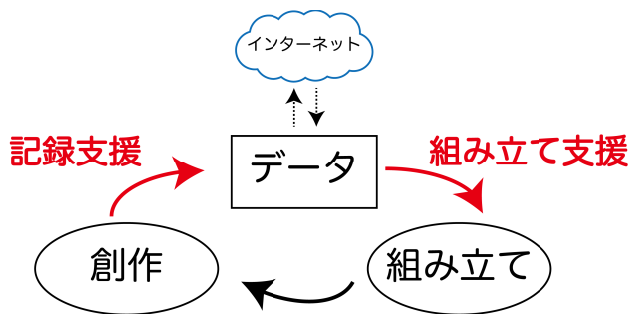 インターネット
記録支援
データ
組み立て支援
創作
組み立て